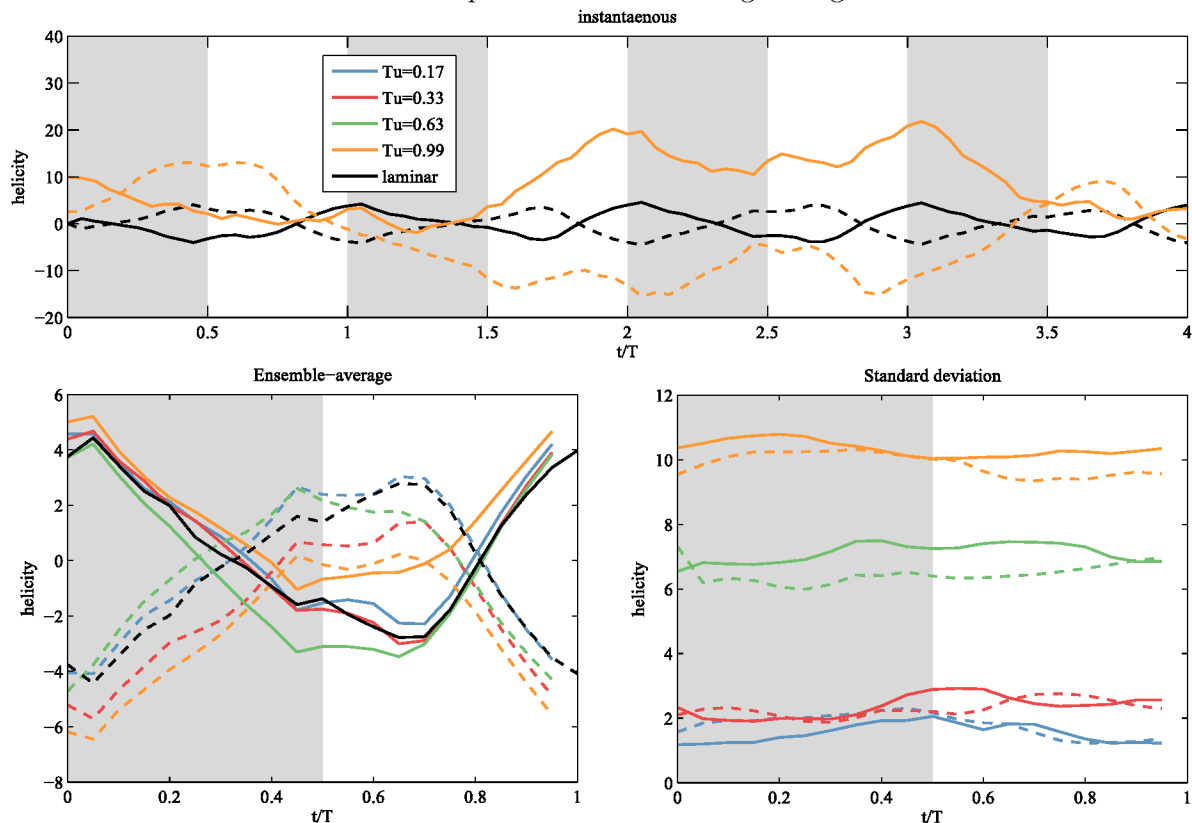 instantaenous
40
30
20
10
0
−10
−20
helicity
Tu=0.17
Tu=0.33
Tu=0.63
Tu=0.99
laminar
0 0.5 1 1.5 2 2.5 3 3.5 4
t/T
Ensemble−average
6
4
2
0
−2
−4
−6
−8
helicity
0 0.2 0.4 0.6 0.8 1
t/T
Standard deviation
12
10
8
6
4
2
0
helicity
0 0.2 0.4 0.6 0.8 1
t/T